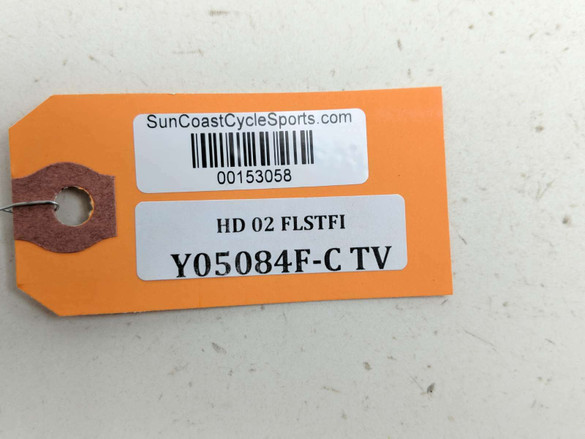 SunCoastCycleSports.com
00153058
HD 02 FLSTFI
Y05084F-C TV